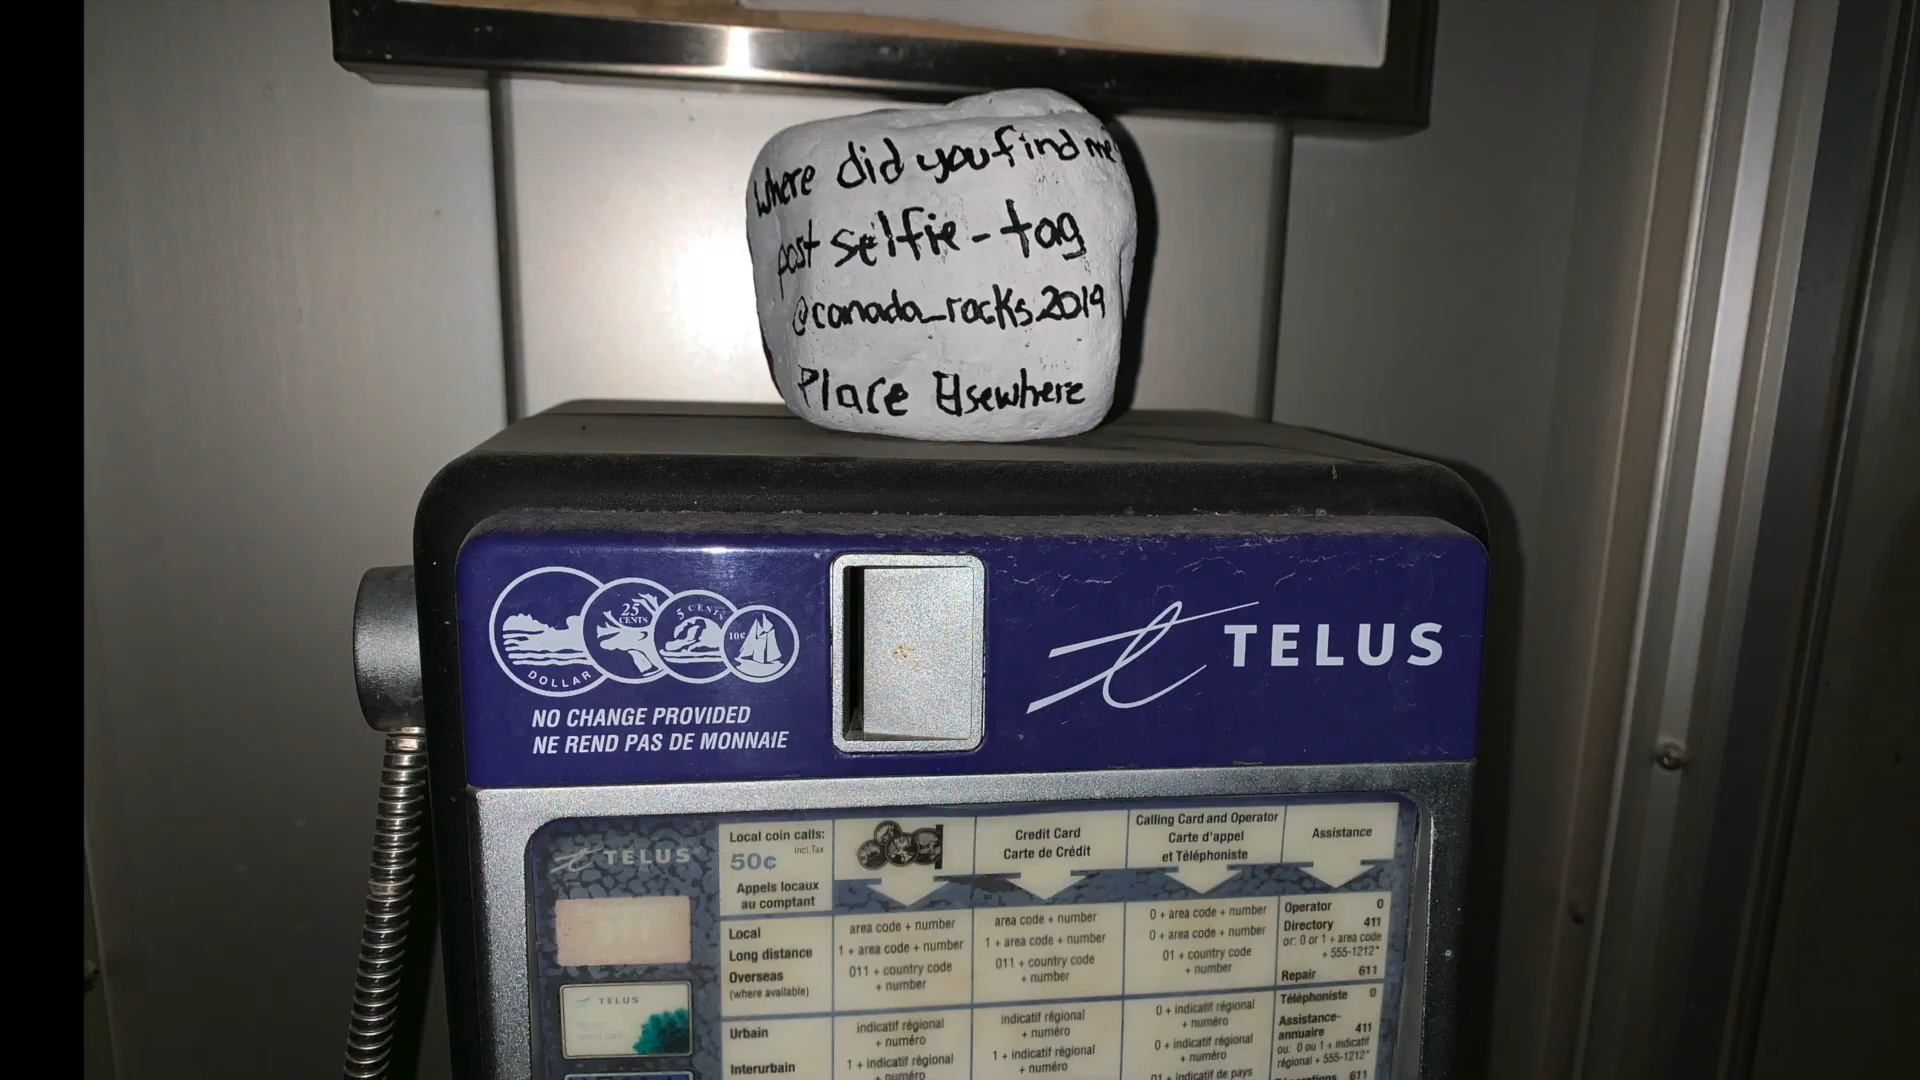 Where did you find me
post selfie - tag
@canada_rocks2019
Place Elsewhere
25
CENTS
5 CENTS
10¢
DOLLAR
NO CHANGE PROVIDED
NE REND PAS DE MONNAIE
TELUS
TELUS
Local coin calls:
incl. Tax
50¢
Appels locaux
au comptant
Credit Card
Carte de Crédit
Calling Card and Operator
Carte d'appel
et Téléphoniste
Assistance
Local
Long distance
Overseas
(where available)
area code + number
1 + area code + number
011 + country code
+ number
area code + number
1 + area code + number
011 + country code
+ number
0 + area code + number
0 + area code + number
01 + country code
+ number
Operator 0
Directory 411
or: 0 or 1 + area code
+ 555-1212*
Repair 611
TELUS
Urbain
Interurbain
indicatif régional
+ numéro
1 + indicatif régional
+ numéro
indicatif régional
+ numéro
1 + indicatif régional
+ numéro
0 + indicatif régional
+ numéro
0 + indicatif régional
+ numéro
01 + indicatif de pays
Téléphoniste 0
Assistance-
annuaire 411
ou: 0 ou 1 + indicatif
régional + 555-1212*
611